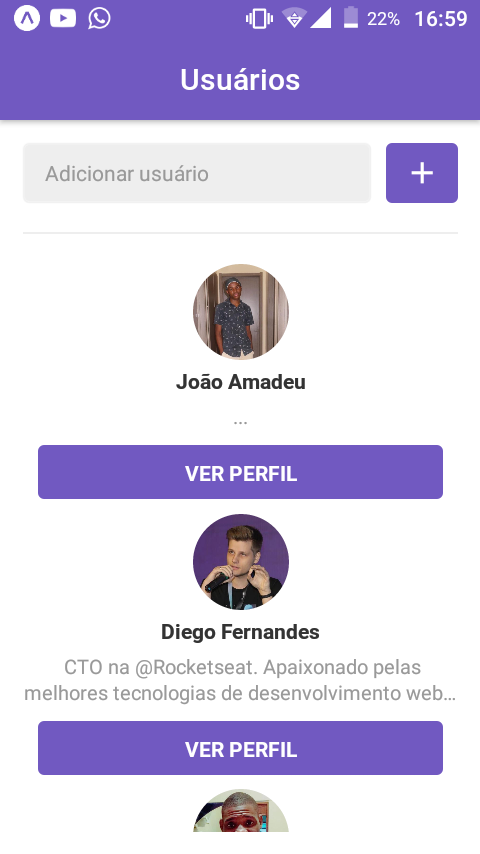 22% 16:59
Usuários
Adicionar usuário
João Amadeu
...
VER PERFIL
Diego Fernandes
CTO na @Rocketseat. Apaixonado pelas
melhores tecnologias de desenvolvimento web…
VER PERFIL